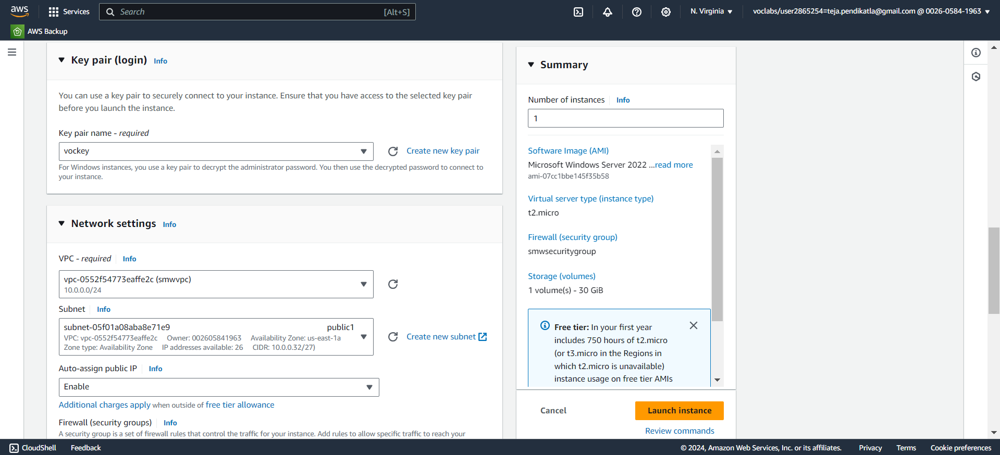 aws
Services
Search
[Alt+S]
N. Virginia
voclabs/user2865254=teja.pendikatla@gmail.com @ 0026-0584-1963
AWS Backup
Key pair (login) Info
You can use a key pair to securely connect to your instance. Ensure that you have access to the selected key pair
before you launch the instance.
Key pair name - required
vockey
Create new key pair
For Windows instances, you use a key pair to decrypt the administrator password. You then use the decrypted password to connect to
your instance.
Network settings Info
VPC - required Info
vpc-0552f54773eaffe2c (smwvpc)
10.0.0.0/24
Subnet Info
subnet-05f01a08aba8e71e9 public1
VPC: vpc-0552f54773eaffe2c Owner: 002605841963 Availability Zone: us-east-1a
Zone type: Availability Zone IP addresses available: 26 CIDR: 10.0.0.32/27)
Create new subnet
Auto-assign public IP Info
Enable
Additional charges apply when outside of free tier allowance
Firewall (security groups) Info
A security group is a set of firewall rules that control the traffic for your instance. Add rules to allow specific traffic to reach your
Summary
Number of instances Info
1
Software Image (AMI)
Microsoft Windows Server 2022 ...read more
ami-07cc1bbe145f35b58
Virtual server type (instance type)
t2.micro
Firewall (security group)
smwsecuritygroup
Storage (volumes)
1 volume(s) - 30 GiB
Free tier: In your first year
includes 750 hours of t2.micro
(or t3.micro in the Regions in
which t2.micro is unavailable)
instance usage on free tier AMIs
Cancel
Launch instance
Review commands
CloudShell
Feedback
© 2024, Amazon Web Services, Inc. or its affiliates.
Privacy
Terms
Cookie preferences